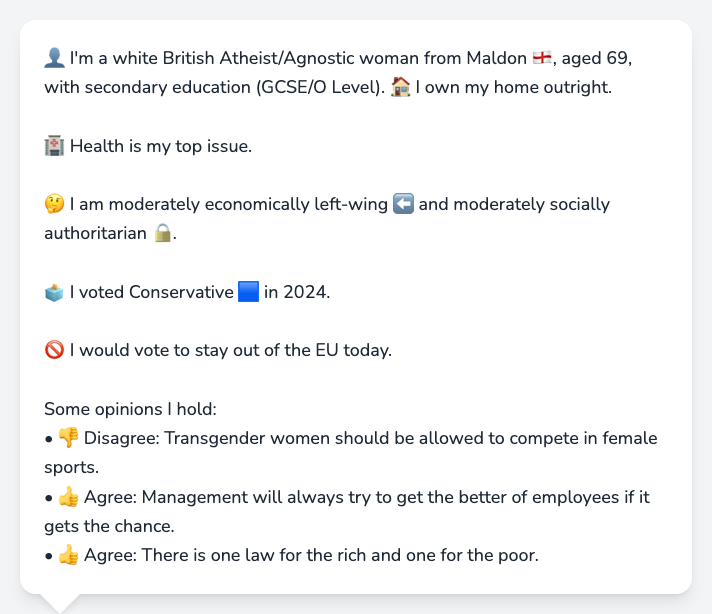 👤 I'm a white British Atheist/Agnostic woman from Maldon 🏴󠁧󠁢󠁥󠁮󠁧󠁿, aged 69,
with secondary education (GCSE/O Level). 🏠 I own my home outright.
🏥 Health is my top issue.
🤔 I am moderately economically left-wing ⬅️ and moderately socially
authoritarian 🔒.
🗳️ I voted Conservative 🟦 in 2024.
🚫 I would vote to stay out of the EU today.
Some opinions I hold:
• 👎 Disagree: Transgender women should be allowed to compete in female
sports.
• 👍 Agree: Management will always try to get the better of employees if it
gets the chance.
• 👍 Agree: There is one law for the rich and one for the poor.